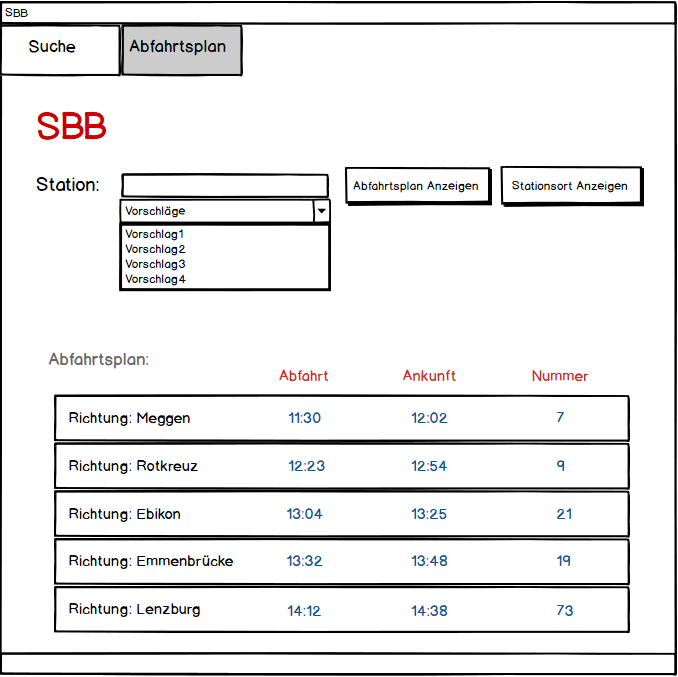 SBB
Suche Abfahrtsplan
SBB
Station: Abfahrtsplan Anzeigen Stationsort Anzeigen
Vorschläge
Vorschlag1
Vorschlag2
Vorschlag3
Vorschlag4
Abfahrtsplan:
Abfahrt Ankunft Nummer
Richtung: Meggen 11:30 12:02 7
Richtung: Rotkreuz 12:23 12:54 9
Richtung: Ebikon 13:04 13:25 21
Richtung: Emmenbrücke 13:32 13:48 19
Richtung: Lenzburg 14:12 14:38 73